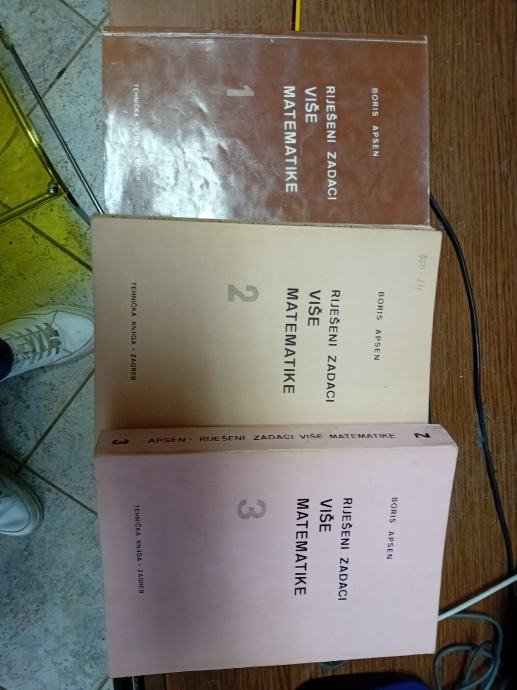 BORIS APSEN
RIJEŠENI ZADACI
VIŠE
MATEMATIKE
1
TEHNIČKA KNJIGA
BORIS APSEN
RIJEŠENI ZADACI
VIŠE
MATEMATIKE
2
TEHNIČKA KNJIGA - ZAGREB
3 APSEN - RIJEŠENI ZADACI VIŠE MATEMATIKE
BORIS APSEN
RIJEŠENI ZADACI
VIŠE
MATEMATIKE
3
TEHNIČKA KNJIGA - ZAGREB